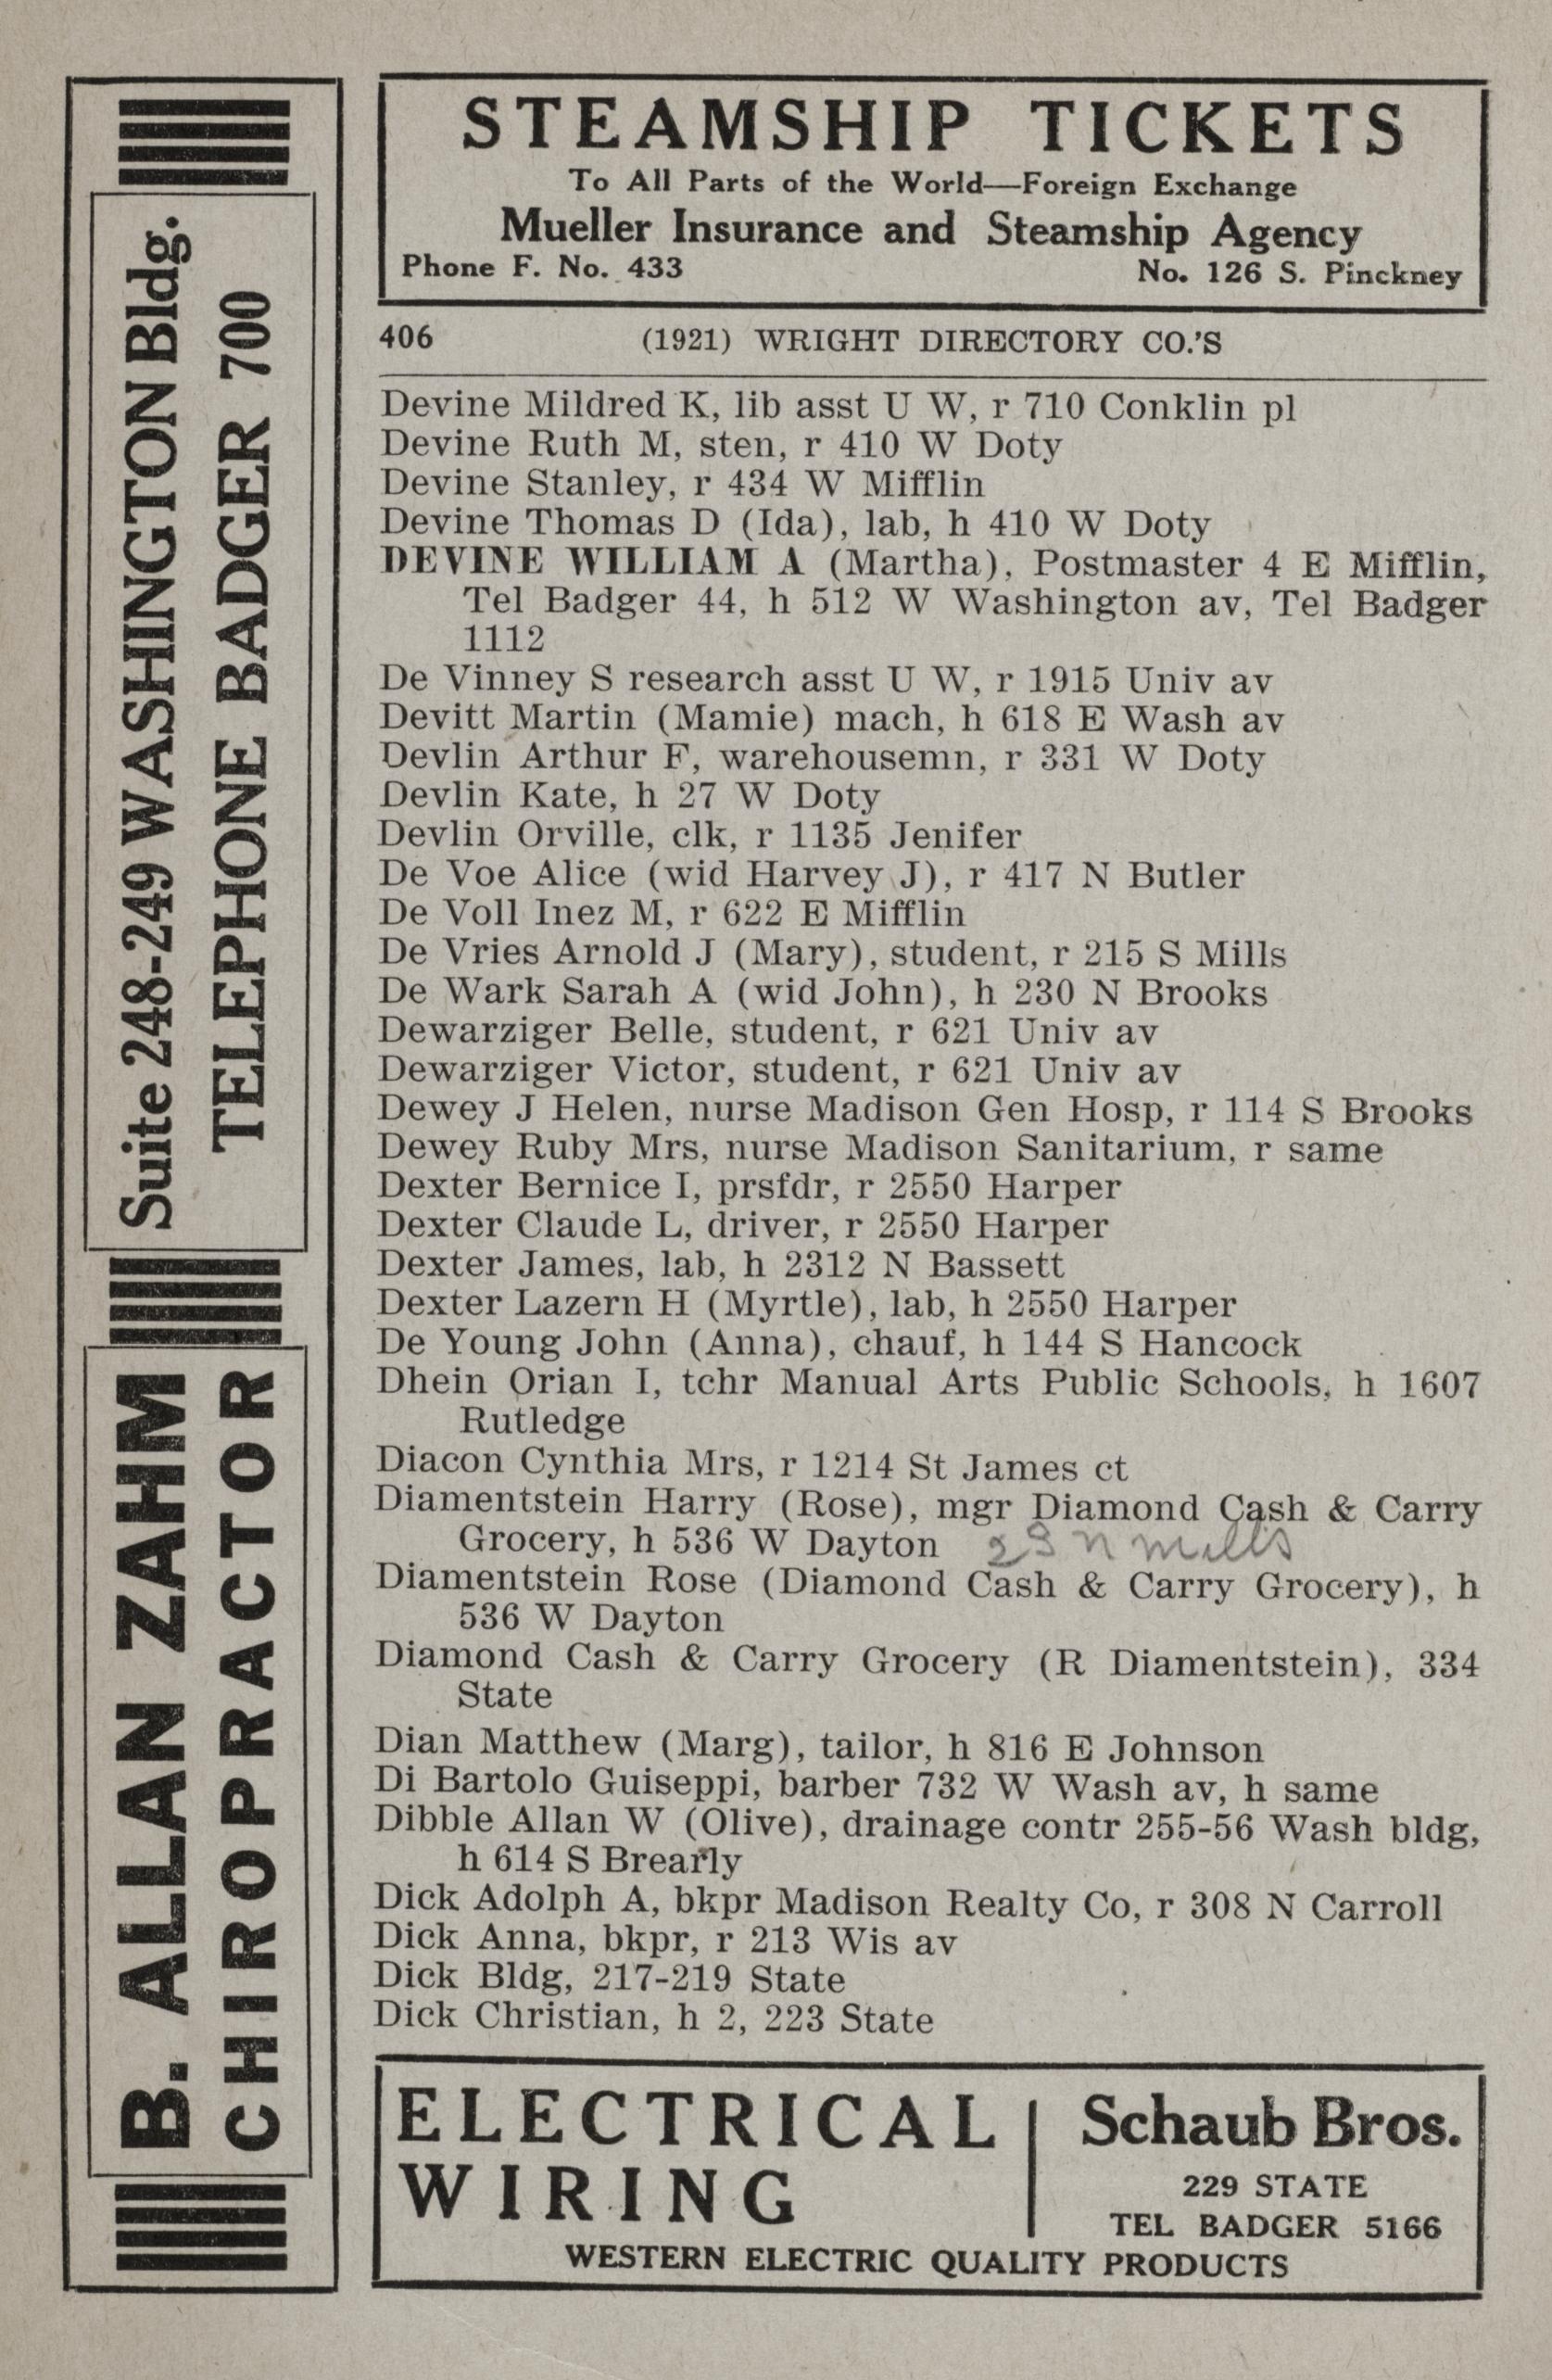 STEAMSHIP TICKETS
To All Parts of the World—Foreign Exchange
Mueller Insurance and Steamship Agency
Phone F. No. 433 No. 126 S. Pinckney
406 (1921) WRIGHT DIRECTORY CO.'S
Devine Mildred K, lib asst U W, r 710 Conklin pl
Devine Ruth M, sten, r 410 W Doty
Devine Stanley, r 434 W Mifflin
Devine Thomas D (Ida), lab, h 410 W Doty
DEVINE WILLIAM A (Martha), Postmaster 4 E Mifflin,
Tel Badger 44, h 512 W Washington av, Tel Badger
1112
De Vinney S research asst U W, r 1915 Univ av
Devitt Martin (Mamie) mach, h 618 E Wash av
Devlin Arthur F, warehousemn, r 331 W Doty
Devlin Kate, h 27 W Doty
Devlin Orville, clk, r 1135 Jenifer
De Voe Alice (wid Harvey J), r 417 N Butler
De Voll Inez M, r 622 E Mifflin
De Vries Arnold J (Mary), student, r 215 S Mills
De Wark Sarah A (wid John), h 230 N Brooks
Dewarziger Belle, student, r 621 Univ av
Dewarziger Victor, student, r 621 Univ av
Dewey J Helen, nurse Madison Gen Hosp, r 114 S Brooks
Dewey Ruby Mrs, nurse Madison Sanitarium, r same
Dexter Bernice I, prsfdr, r 2550 Harper
Dexter Claude L, driver, r 2550 Harper
Dexter James, lab, h 2312 N Bassett
Dexter Lazern H (Myrtle), lab, h 2550 Harper
De Young John (Anna), chauf, h 144 S Hancock
Dhein Orian I, tchr Manual Arts Public Schools, h 1607
Rutledge
Diacon Cynthia Mrs, r 1214 St James ct
Diamentstein Harry (Rose), mgr Diamond Cash & Carry
Grocery, h 536 W Dayton 23 N Mills
Diamentstein Rose (Diamond Cash & Carry Grocery), h
536 W Dayton
Diamond Cash & Carry Grocery (R Diamentstein), 334
State
Dian Matthew (Marg), tailor, h 816 E Johnson
Di Bartolo Guiseppi, barber 732 W Wash av, h same
Dibble Allan W (Olive), drainage contr 255-56 Wash bldg,
h 614 S Brearly
Dick Adolph A, bkpr Madison Realty Co, r 308 N Carroll
Dick Anna, bkpr, r 213 Wis av
Dick Bldg, 217-219 State
Dick Christian, h 2, 223 State
ELECTRICAL
WIRING
Schaub Bros.
229 STATE
TEL BADGER 5166
WESTERN ELECTRIC QUALITY PRODUCTS
B. ALLAN ZAHM
CHIROPRACTOR
Suite 248-249 WASHINGTON Bldg.
TELEPHONE BADGER 700